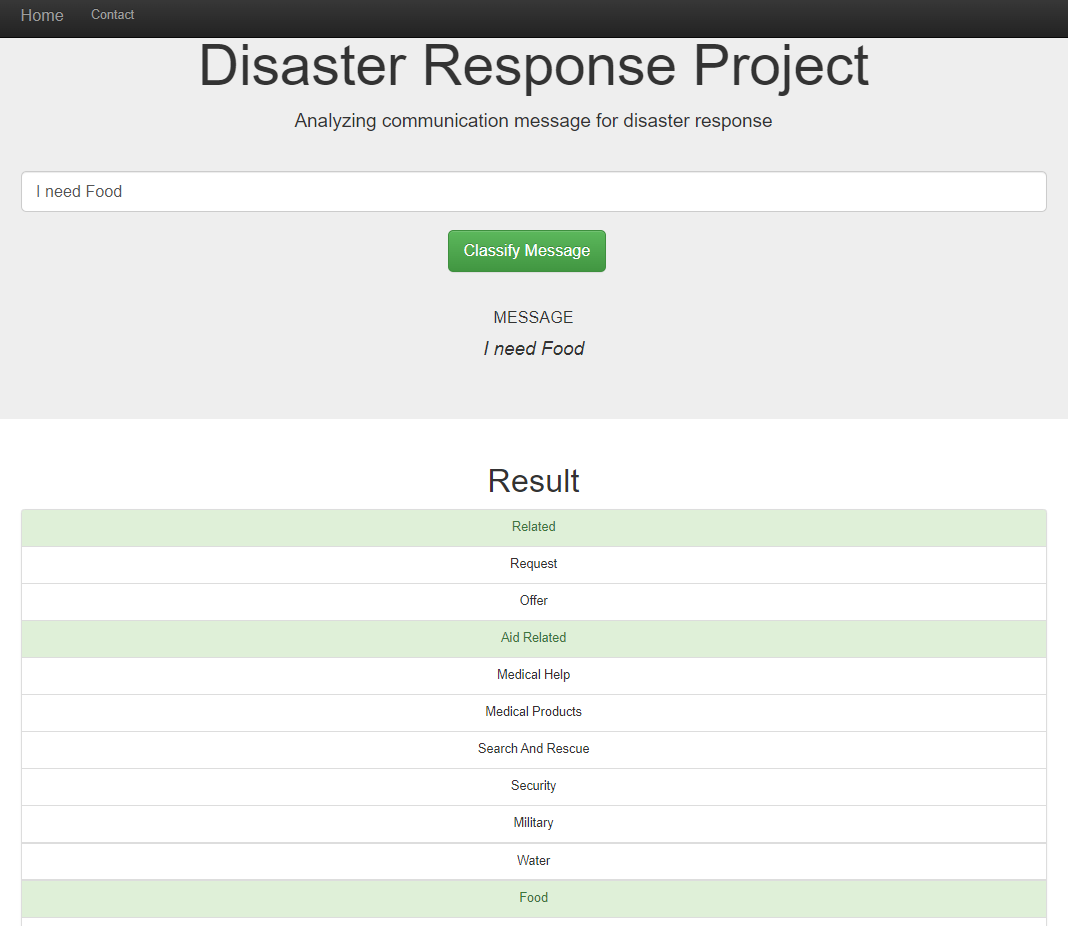 Home Contact
Disaster Response Project
Analyzing communication message for disaster response
I need Food
Classify Message
MESSAGE
I need Food
Result
Related
Request
Offer
Aid Related
Medical Help
Medical Products
Search And Rescue
Security
Military
Water
Food